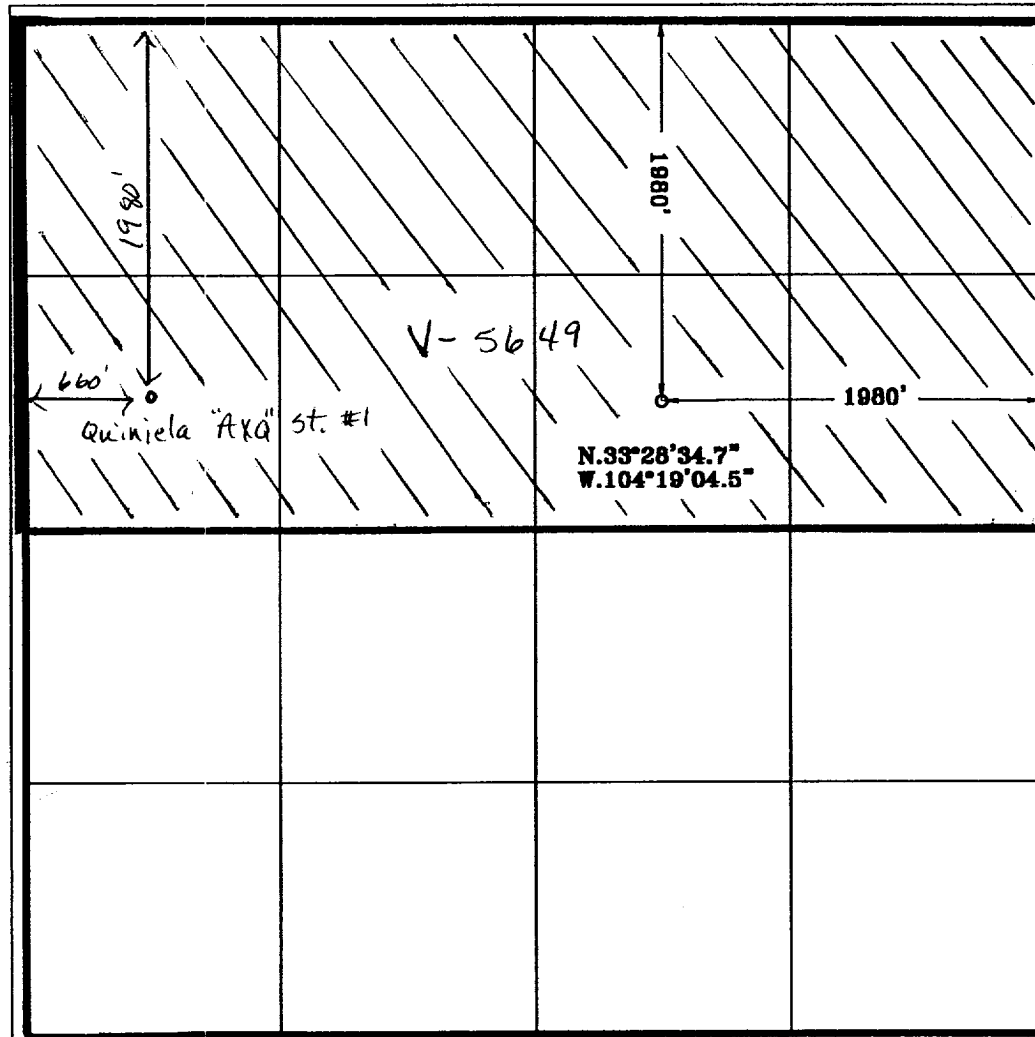 1980'
1980'
V-5649
660'
1980'
Quiniela "AXQ" St. #1
N.33°28'34.7"
W.104°19'04.5"